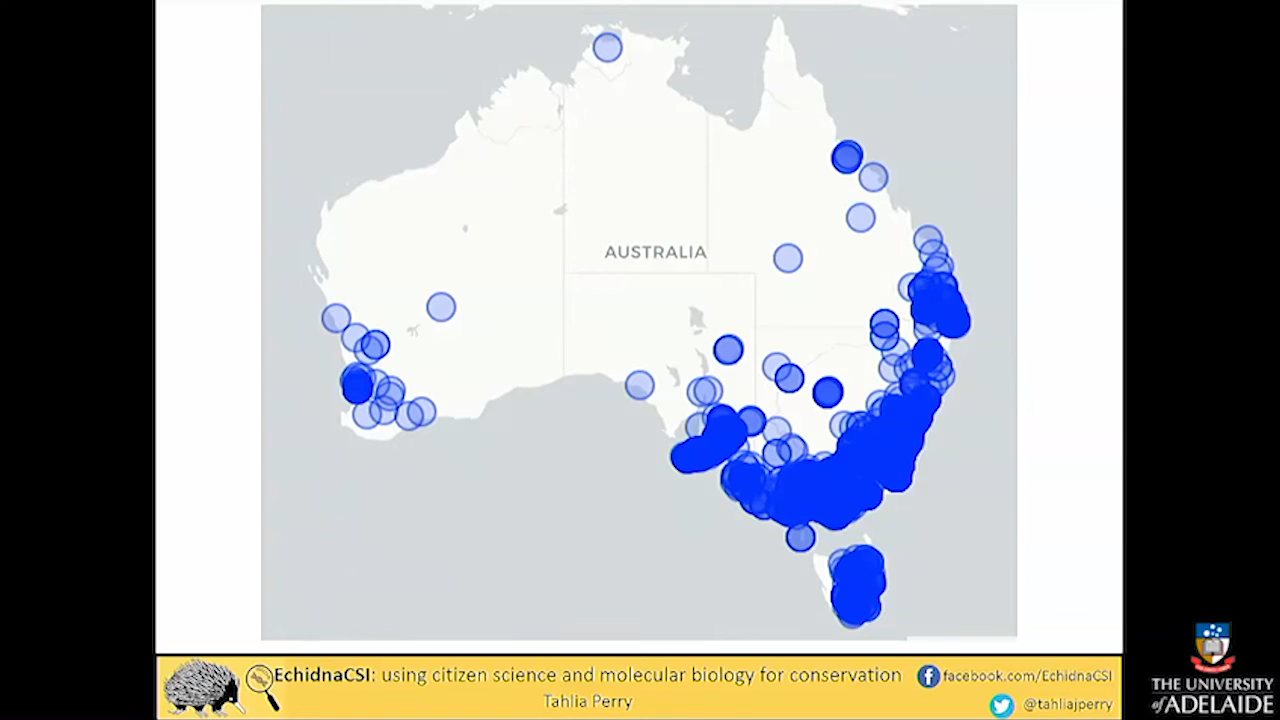 AUSTRALIA
EchidnaCSI: using citizen science and molecular biology for conservation
Tahlia Perry
facebook.com/EchidnaCSI
@tahliajperry
THE UNIVERSITY
of ADELAIDE